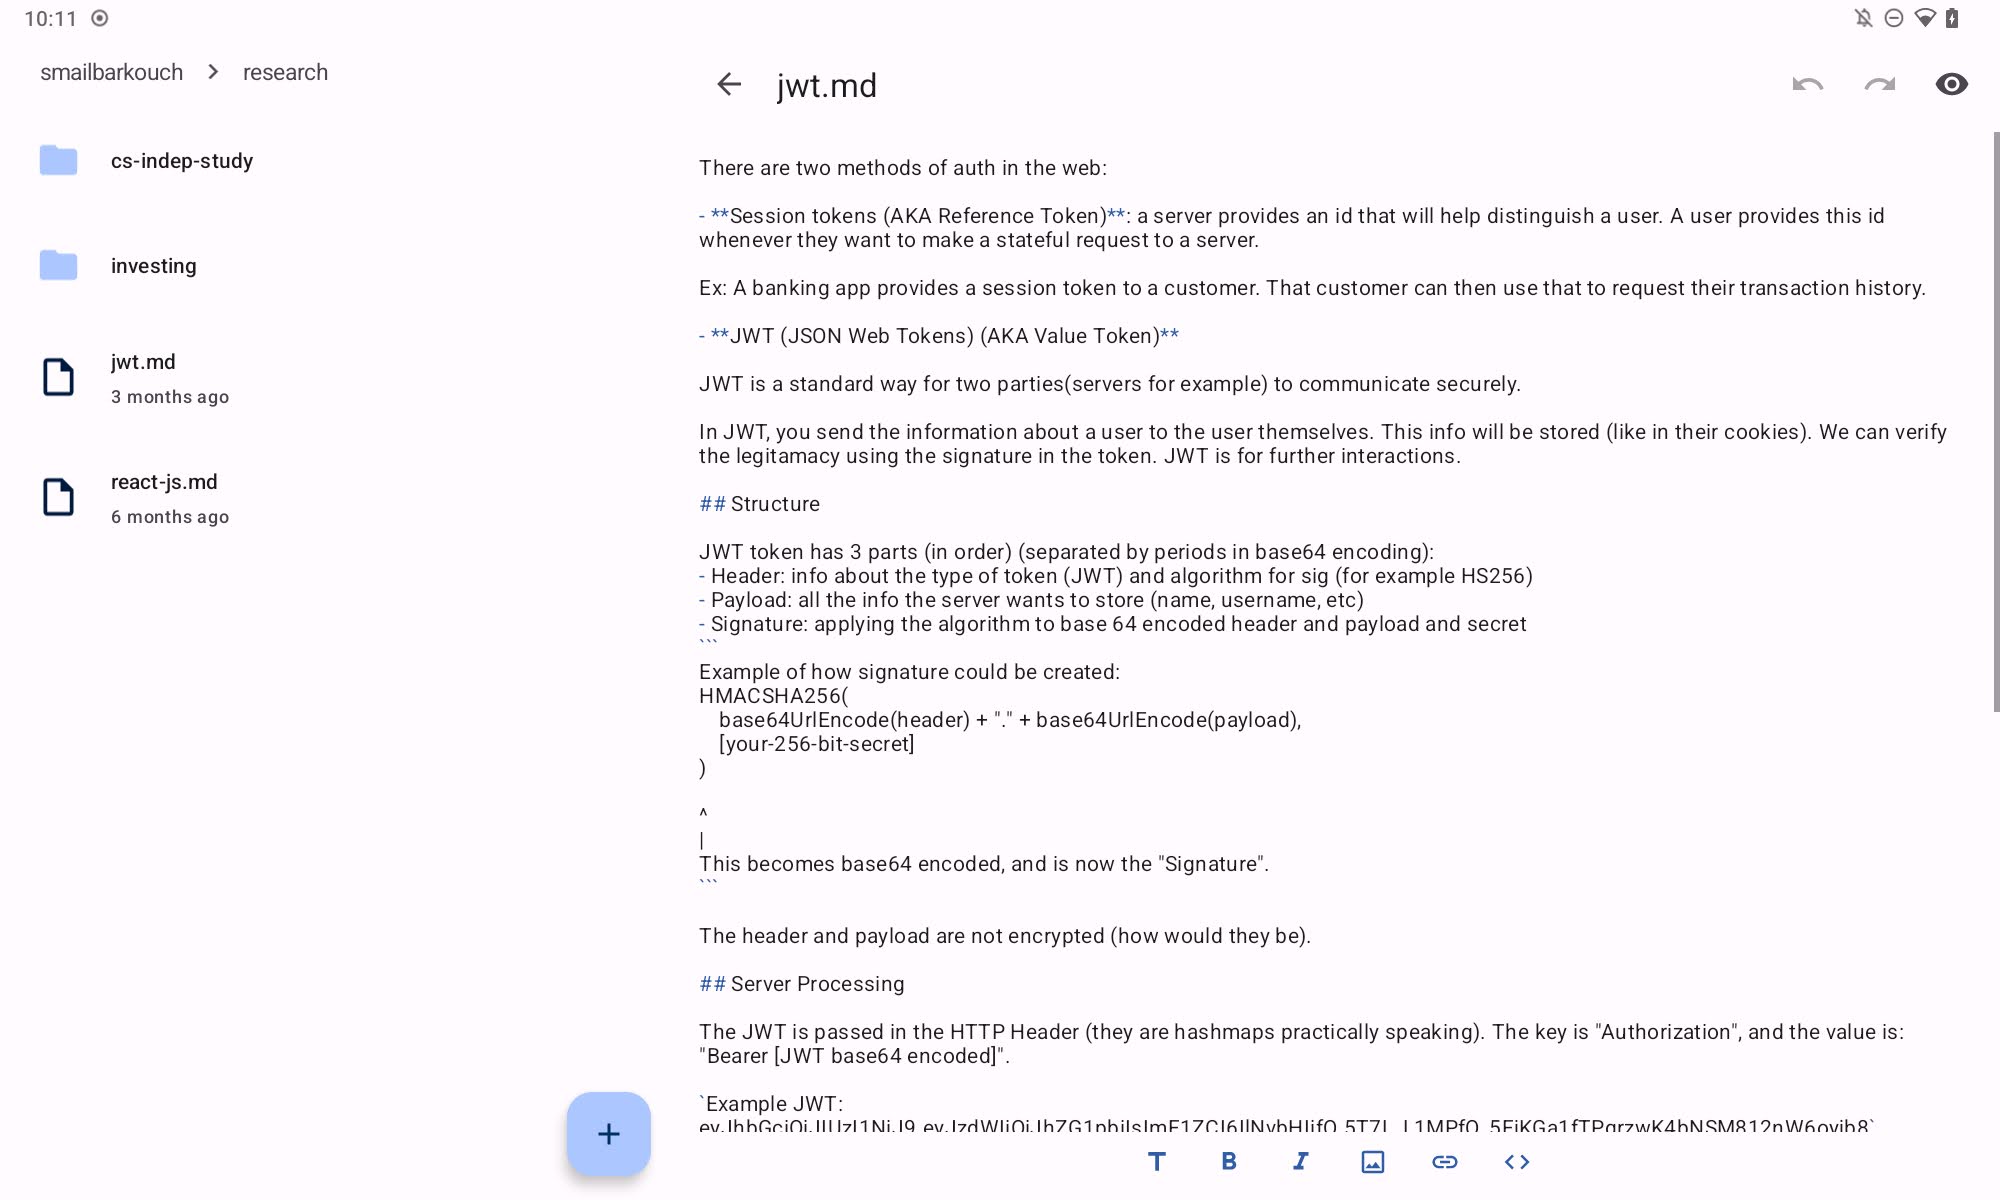 10:11
smailbarkouch > research
cs-indep-study
investing
jwt.md
3 months ago
react-js.md
6 months ago
jwt.md
There are two methods of auth in the web:
- **Session tokens (AKA Reference Token)**: a server provides an id that will help distinguish a user. A user provides this id
whenever they want to make a stateful request to a server.
Ex: A banking app provides a session token to a customer. That customer can then use that to request their transaction history.
- **JWT (JSON Web Tokens) (AKA Value Token)**
JWT is a standard way for two parties(servers for example) to communicate securely.
In JWT, you send the information about a user to the user themselves. This info will be stored (like in their cookies). We can verify
the legitamacy using the signature in the token. JWT is for further interactions.
## Structure
JWT token has 3 parts (in order) (separated by periods in base64 encoding):
- Header: info about the type of token (JWT) and algorithm for sig (for example HS256)
- Payload: all the info the server wants to store (name, username, etc)
- Signature: applying the algorithm to base 64 encoded header and payload and secret
```
Example of how signature could be created:
HMACSHA256(
    base64UrlEncode(header) + "." + base64UrlEncode(payload),
    [your-256-bit-secret]
)
^
|
This becomes base64 encoded, and is now the "Signature".
```
The header and payload are not encrypted (how would they be).
## Server Processing
The JWT is passed in the HTTP Header (they are hashmaps practically speaking). The key is "Authorization", and the value is:
"Bearer [JWT base64 encoded]".
`Example JWT:
T B I